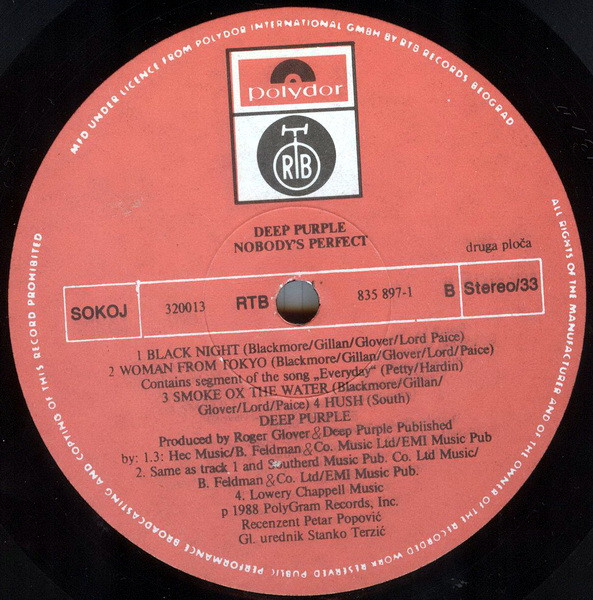 MFD UNDER LICENCE FROM POLYDOR INTERNATIONAL GMBH BY RTB RECORDS BEOGRAD
polydor
RTB
DEEP PURPLE
NOBODY'S PERFECT
druga ploča
SOKOJ 320013 RTB 835 897-1 B Stereo/33
1 BLACK NIGHT (Blackmore/Gillan/Glover/Lord Paice)
2 WOMAN FROM TOKYO (Blackmore/Gillan/Glover/Lord/Paice)
Contains segment of the song „Everyday“ (Petty/Hardin)
3 SMOKE OX THE WATER (Blackmore/Gillan/
Glover/Lord/Paice) 4 HUSH (South)
DEEP PURPLE
Produced by Roger Glover & Deep Purple Published
by: 1.3: Hec Music/B. Feldman & Co. Music Ltd/EMI Music Pub
2. Same as track 1 and Southerd Music Pub. Co. Ltd Music/
B. Feldman & Co. Ltd/EMI Music Pub.
4. Lowery Chappell Music
p 1988 PolyGram Records, Inc.
Recenzent Petar Popović
Gl. urednik Stanko Terzić
ALL RIGHTS OF THE MANUFACTURER AND OF THE OWNER OF THE RECORDED WORK RESERVED PUBLIC PERFORMANCE BROADCASTING AND COPYING OF THIS RECORD PROHIBITED